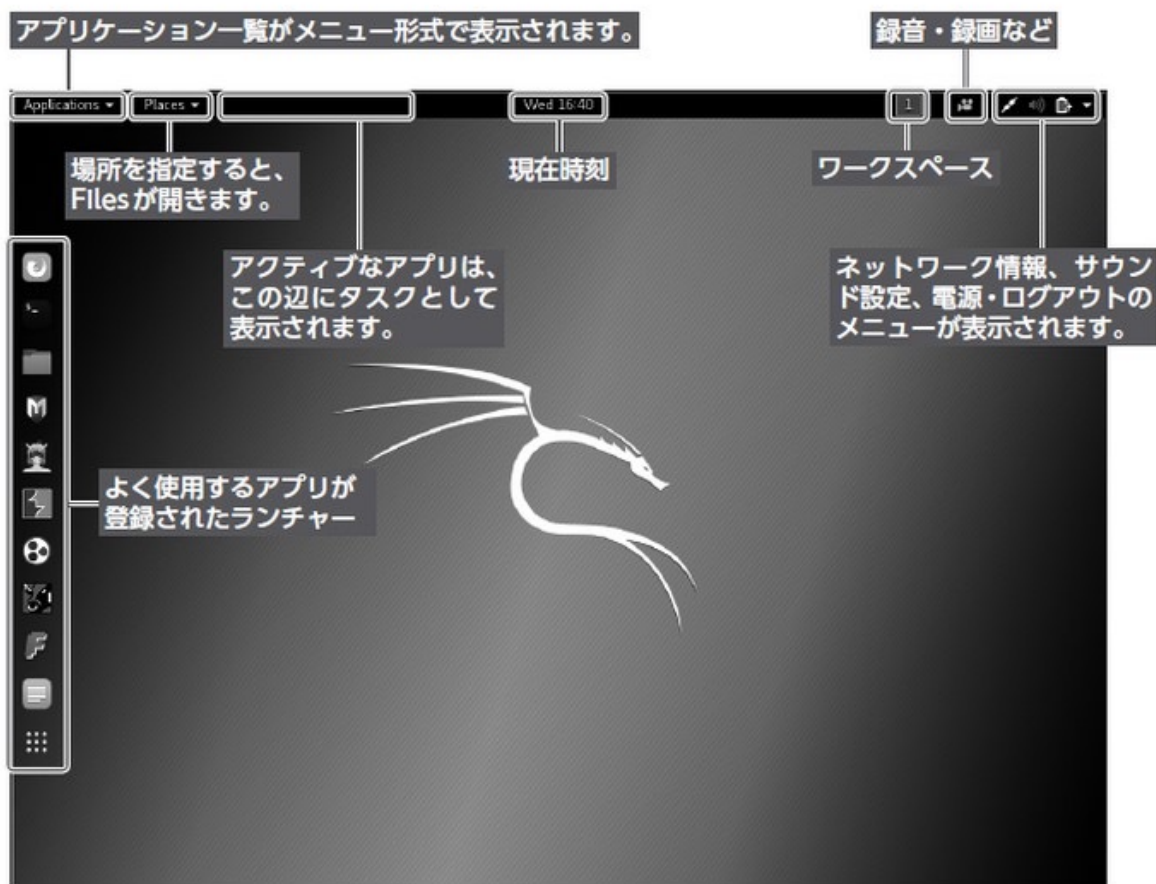 アプリケーション一覧がメニュー形式で表示されます。
録音・録画など
Applications
Places
Wed 16:40
1
場所を指定すると、
FIlesが開きます。
現在時刻
ワークスペース
アクティブなアプリは、
この辺にタスクとして
表示されます。
ネットワーク情報、サウン
ド設定、電源・ログアウトの
メニューが表示されます。
よく使用するアプリが
登録されたランチャー